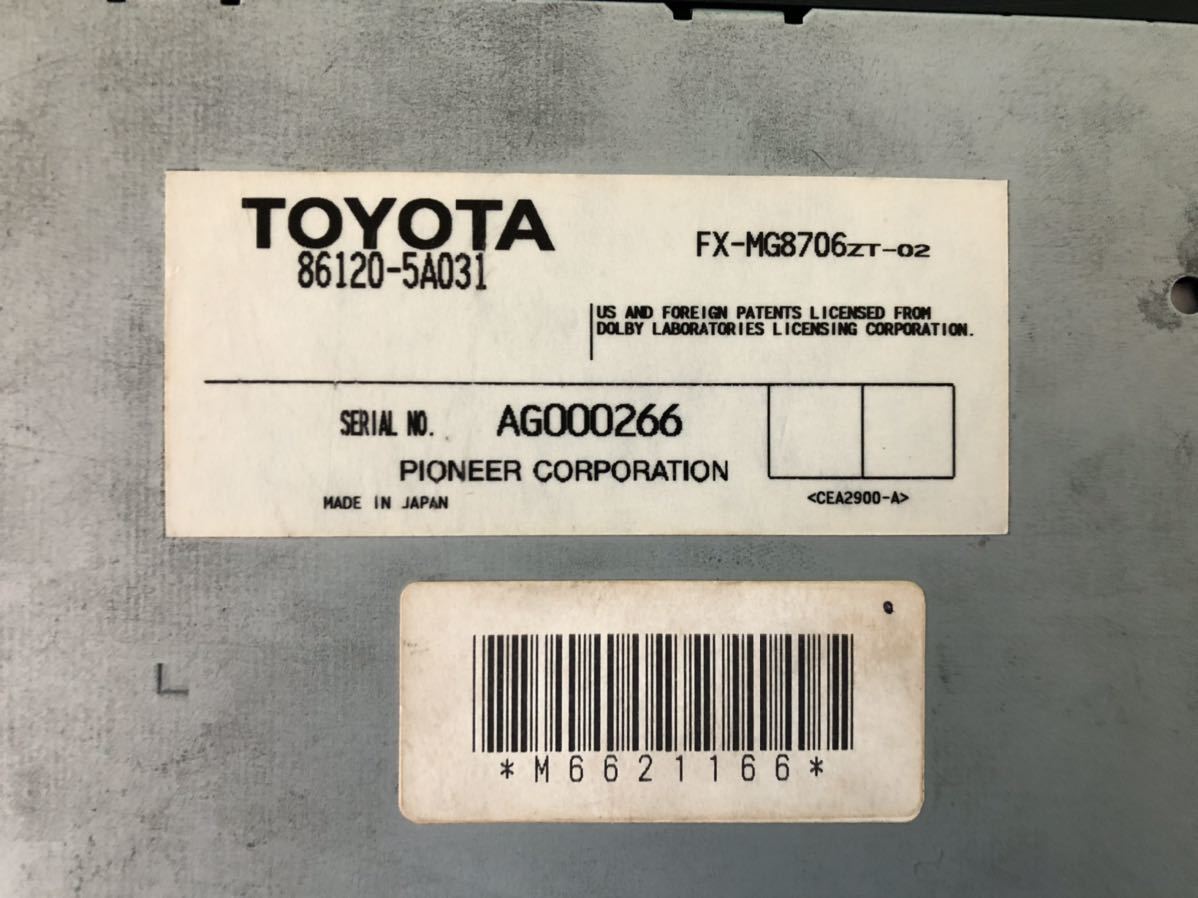 TOYOTA
86120-5A031
FX-MG8706ZT-02
US AND FOREIGN PATENTS LICENSED FROM
DOLBY LABORATORIES LICENSING CORPORATION.
SERIAL NO. AG000266
PIONEER CORPORATION
MADE IN JAPAN
<CEA2900-A>
*M6621166*